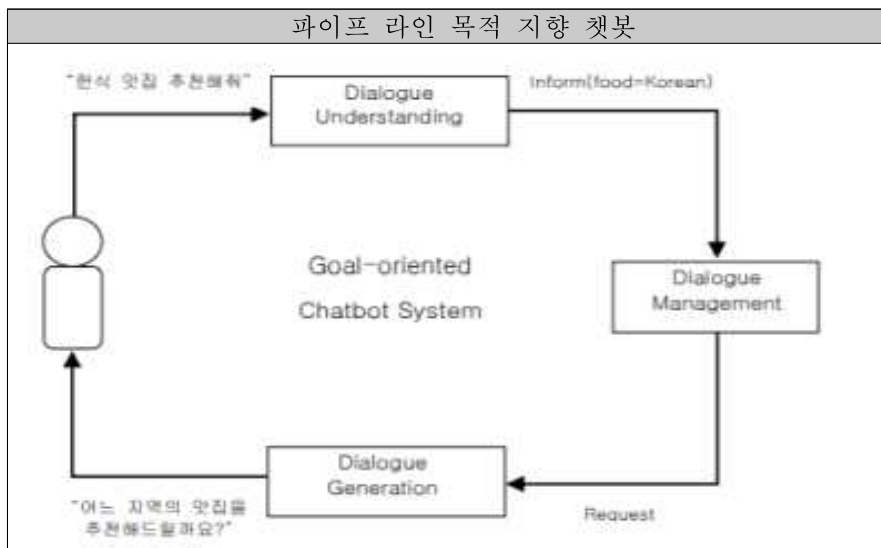 파이프 라인 목적 지향 챗봇
"한식 맛집 추천해줘"
Dialogue
Understanding
Inform(food=Korean)
Goal-oriented
Chatbot System
Dialogue
Management
Dialogue
Generation
"어느 지역의 맛집을
추천해드릴까요?"
Request